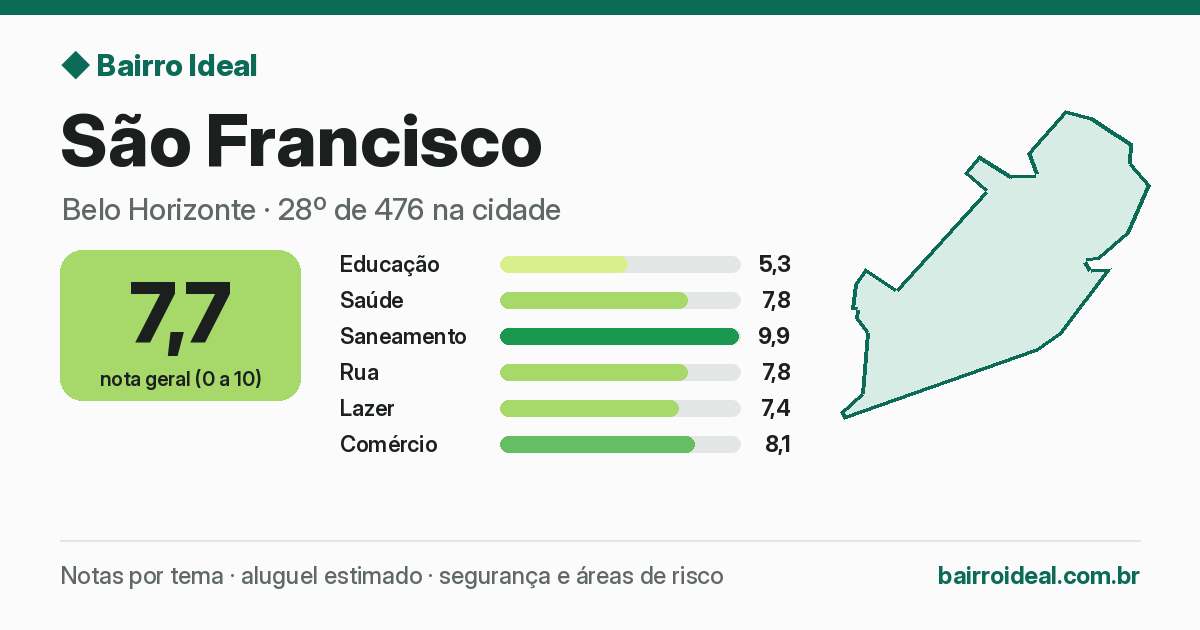 Bairro Ideal
São Francisco
Belo Horizonte · 28º de 476 na cidade
7,7
nota geral (0 a 10)
Educação 5,3
Saúde 7,8
Saneamento 9,9
Rua 7,8
Lazer 7,4
Comércio 8,1
Notas por tema · aluguel estimado · segurança e áreas de risco
bairroideal.com.br